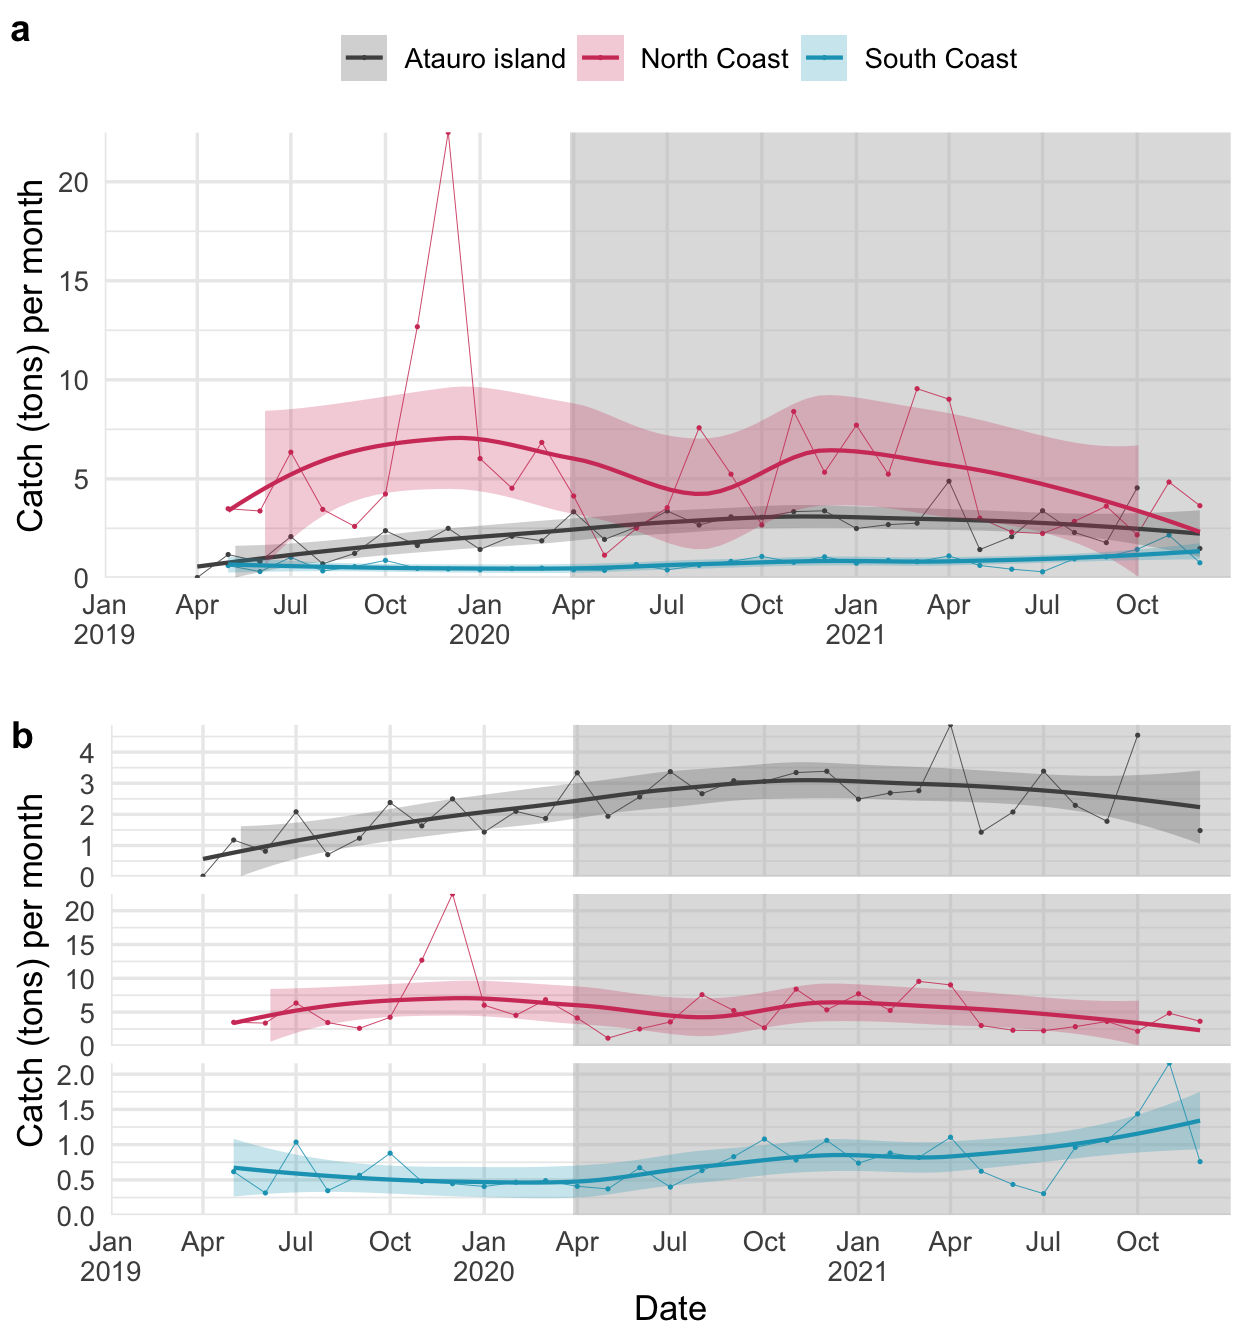 a
Atauro island North Coast South Coast
Catch (tons) per month
20
15
10
5
0
Jan Apr Jul Oct Jan Apr Jul Oct Jan Apr Jul Oct
2019 2020 2021
b
Catch (tons) per month
4
3
2
1
0
20
15
10
5
0
2.0
1.5
1.0
0.5
0.0
Jan Apr Jul Oct Jan Apr Jul Oct Jan Apr Jul Oct
2019 2020 2021
Date